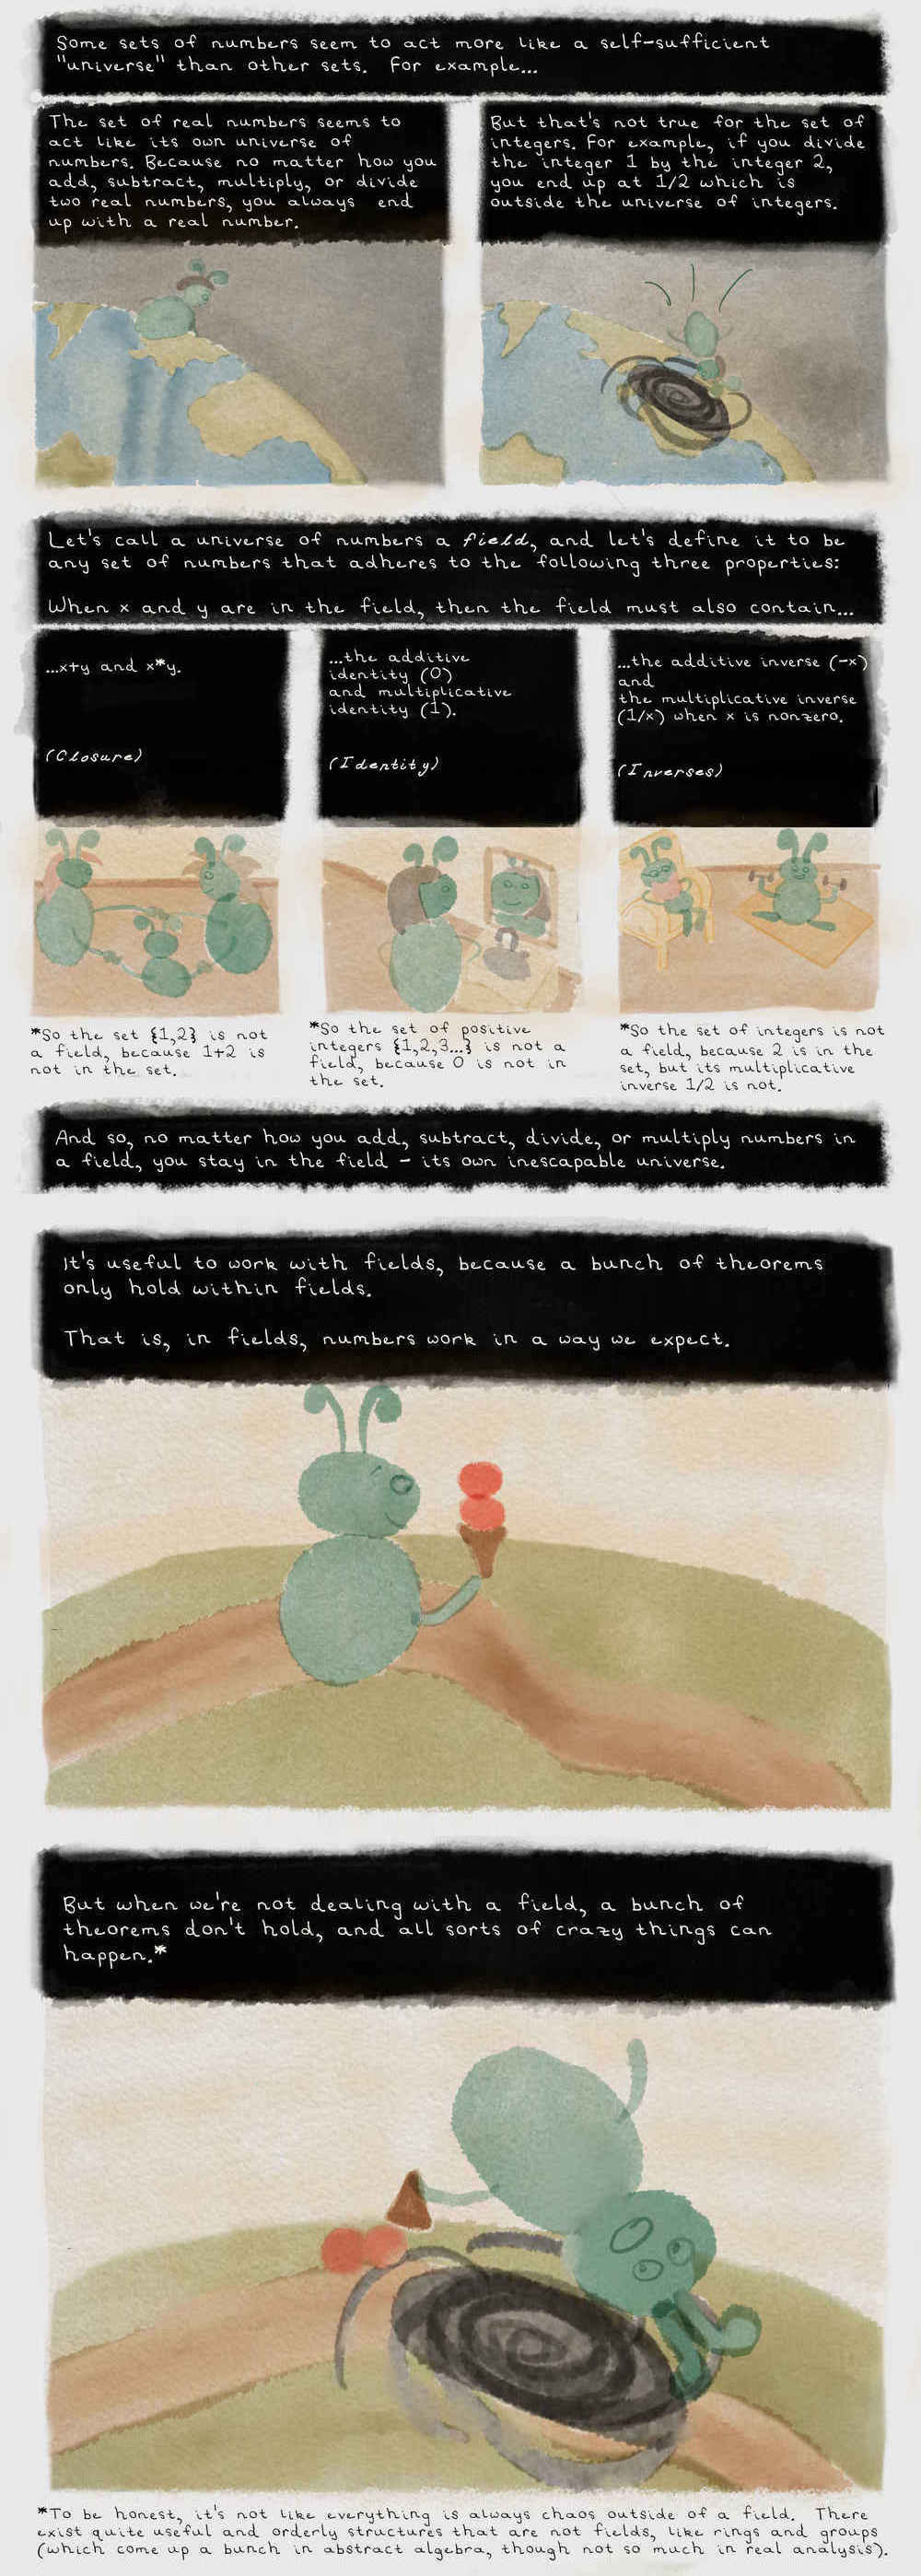 Some sets of numbers seem to act more like a self-sufficient
"universe" than other sets. For example...
The set of real numbers seems to
act like its own universe of
numbers. Because no matter how you
add, subtract, multiply, or divide
two real numbers, you always end
up with a real number.
But that's not true for the set of
integers. For example, if you divide
the integer 1 by the integer 2,
you end up at 1/2 which is
outside the universe of integers.
Let's call a universe of numbers a field, and let's define it to be
any set of numbers that adheres to the following three properties:
When x and y are in the field, then the field must also contain...
...x+y and x*y.
(Closure)
...the additive
identity (0)
and multiplicative
identity (1).
(Identity)
...the additive inverse (-x)
and
the multiplicative inverse
(1/x) when x is nonzero.
(Inverses)
*So the set {1,2} is not
a field, because 1+2 is
not in the set.
*So the set of positive
integers {1,2,3...} is not a
field, because 0 is not in
the set.
*So the set of integers is not
a field, because 2 is in the
set, but its multiplicative
inverse 1/2 is not.
And so, no matter how you add, subtract, divide, or multiply numbers in
a field, you stay in the field - its own inescapable universe.
It's useful to work with fields, because a bunch of theorems
only hold within fields.
That is, in fields, numbers work in a way we expect.
But when we're not dealing with a field, a bunch of
theorems don't hold, and all sorts of crazy things can
happen.*
*To be honest, it's not like everything is always chaos outside of a field. There
exist quite useful and orderly structures that are not fields, like rings and groups
(which come up a bunch in abstract algebra, though not so much in real analysis).